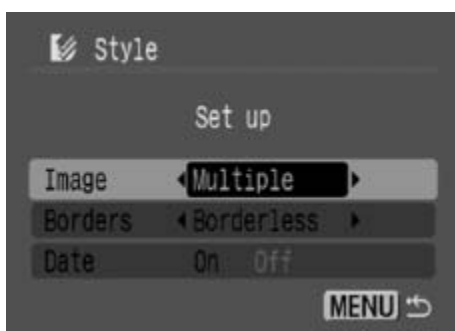 Style
Set up
Image Multiple
Borders Borderless
Date On Off
MENU